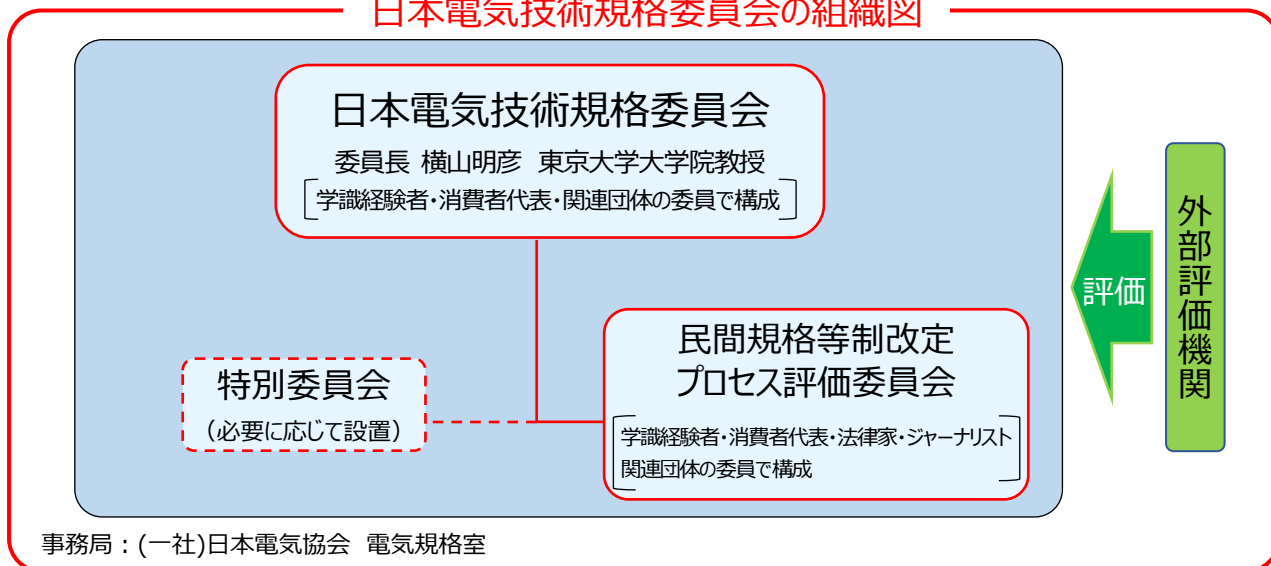 日本電気技術規格委員会の組織図
日本電気技術規格委員会
委員長 横山明彦 東京大学大学院教授
学識経験者・消費者代表・関連団体の委員で構成
民間規格等制改定
プロセス評価委員会
学識経験者・消費者代表・法律家・ジャーナリスト
関連団体の委員で構成
特別委員会
（必要に応じて設置）
評価
外部評価機関
事務局：(一社)日本電気協会 電気規格室